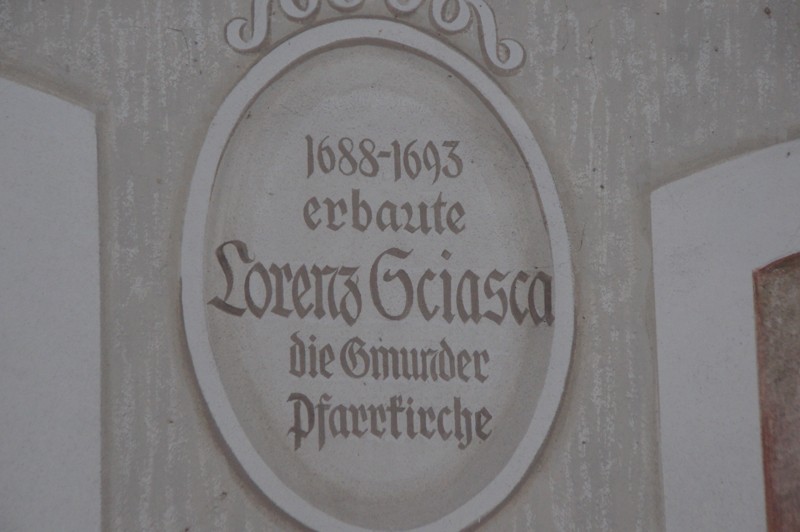 1688-1693
erbaute
Lorenz Sciasca
die Gmunder
Pfarrkirche